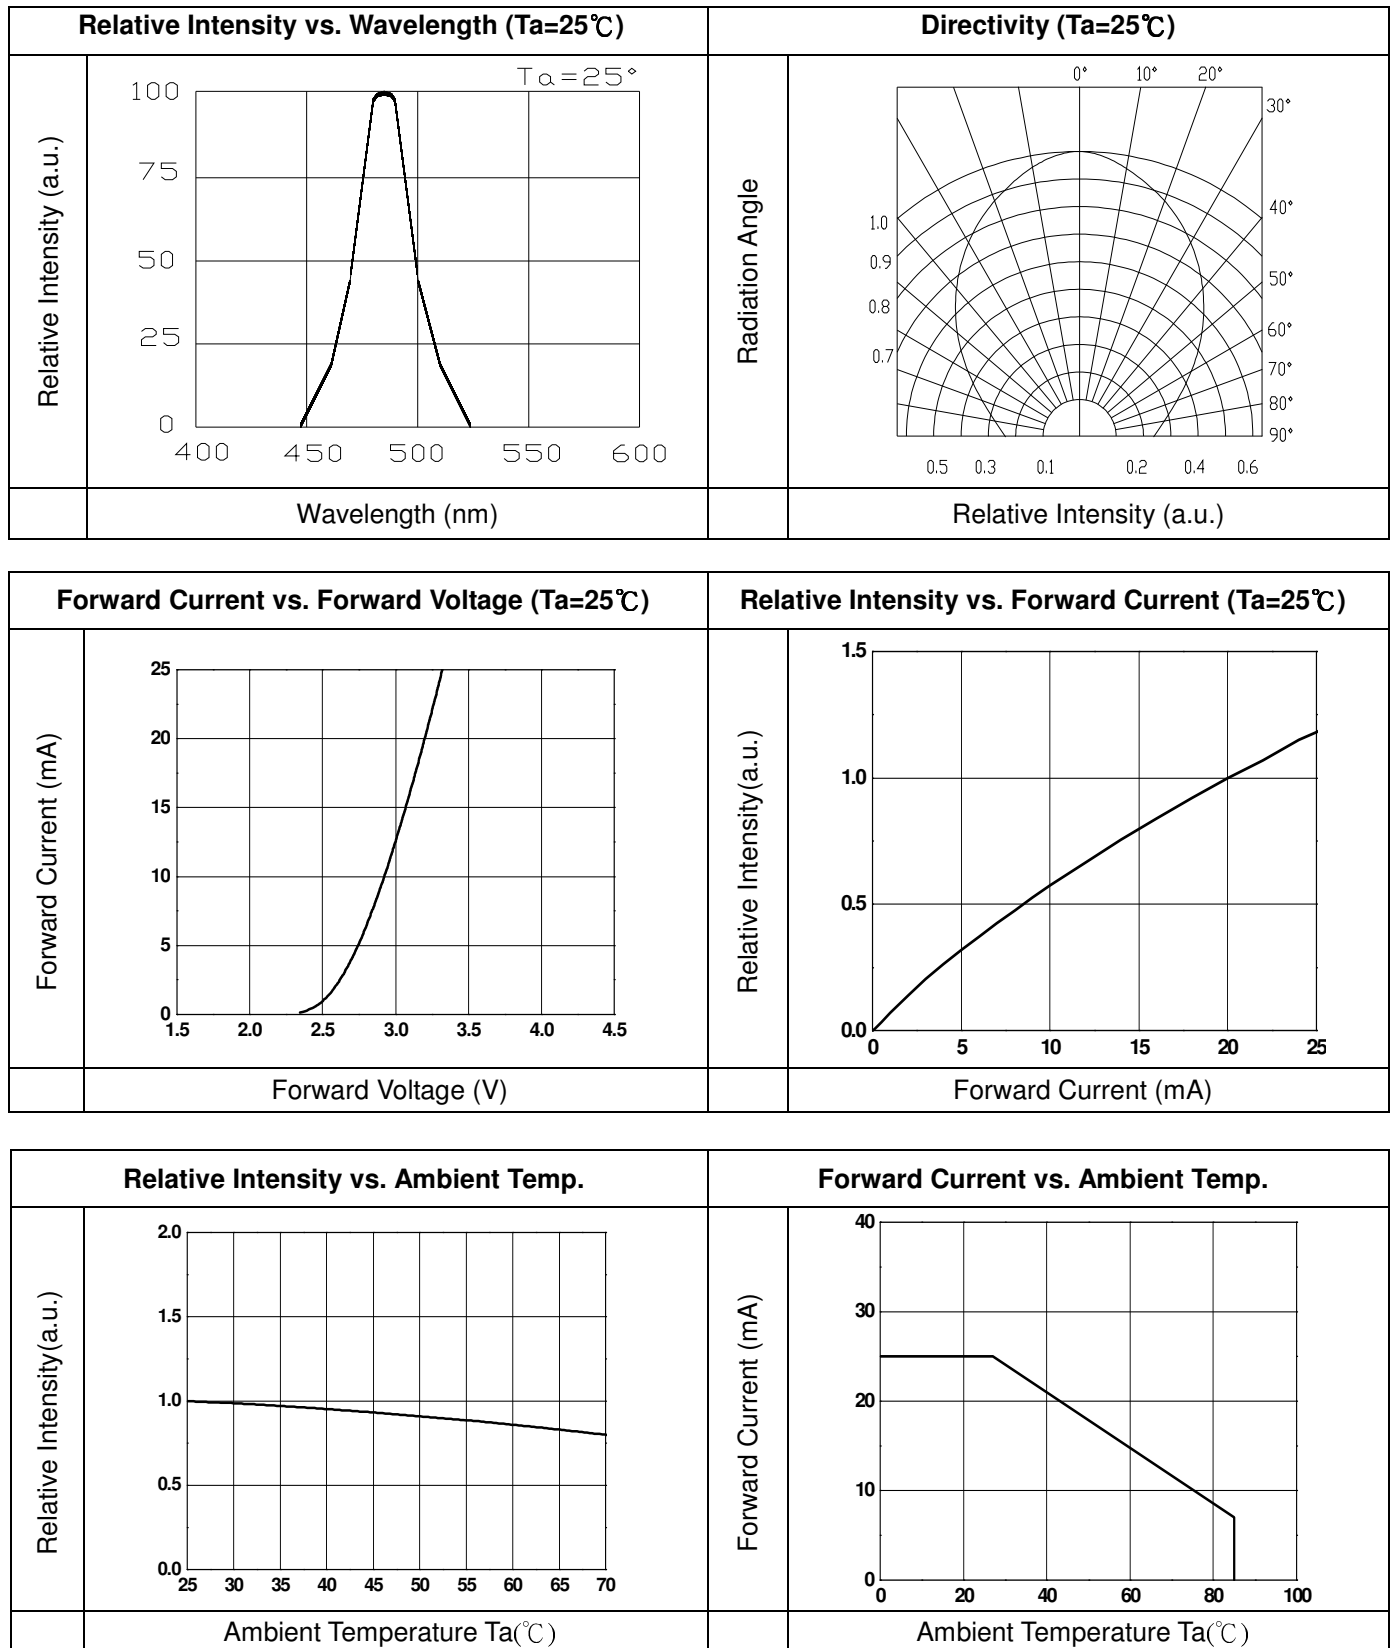 Relative Intensity vs. Wavelength (Ta=25℃)
Directivity (Ta=25℃)
Relative Intensity (a.u.)
Ta=25°
100
75
50
25
0
400 450 500 550 600
Wavelength (nm)
Radiation Angle
0° 10° 20°
30°
40°
50°
60°
70°
80°
90°
1.0
0.9
0.8
0.7
0.5 0.3 0.1 0.2 0.4 0.6
Relative Intensity (a.u.)
Forward Current vs. Forward Voltage (Ta=25℃)
Relative Intensity vs. Forward Current (Ta=25℃)
Forward Current (mA)
25
20
15
10
5
0
1.5 2.0 2.5 3.0 3.5 4.0 4.5
Forward Voltage (V)
Relative Intensity(a.u.)
1.5
1.0
0.5
0.0
0 5 10 15 20 25
Forward Current (mA)
Relative Intensity vs. Ambient Temp.
Forward Current vs. Ambient Temp.
Relative Intensity(a.u.)
2.0
1.5
1.0
0.5
0.0
25 30 35 40 45 50 55 60 65 70
Ambient Temperature Ta(℃)
Forward Current (mA)
40
30
20
10
0
0 20 40 60 80 100
Ambient Temperature Ta(℃)